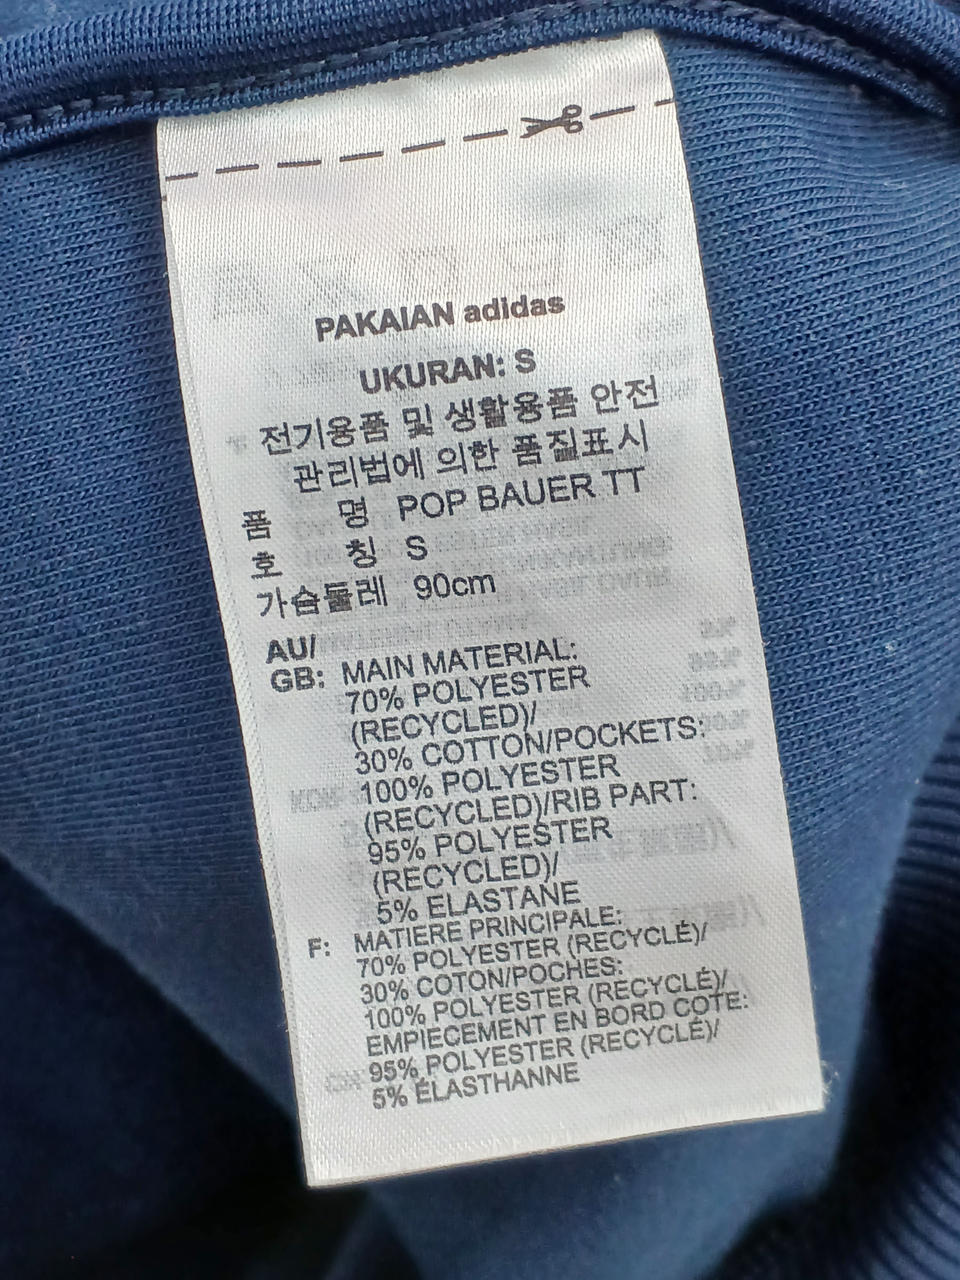 PAKAIAN adidas
UKURAN: S
전기용품 및 생활용품 안전
관리법에 의한 품질표시
품 명 POP BAUER TT
호 칭 S
가슴둘레 90cm
AU/
GB: MAIN MATERIAL:
70% POLYESTER
(RECYCLED)/
30% COTTON/POCKETS:
100% POLYESTER
(RECYCLED)/RIB PART:
95% POLYESTER
(RECYCLED)/
5% ELASTANE
F: MATIERE PRINCIPALE:
70% POLYESTER (RECYCLÉ)/
30% COTON/POCHES:
100% POLYESTER (RECYCLÉ)/
EMPIECEMENT EN BORD COTE:
95% POLYESTER (RECYCLÉ)/
5% ÉLASTHANNE